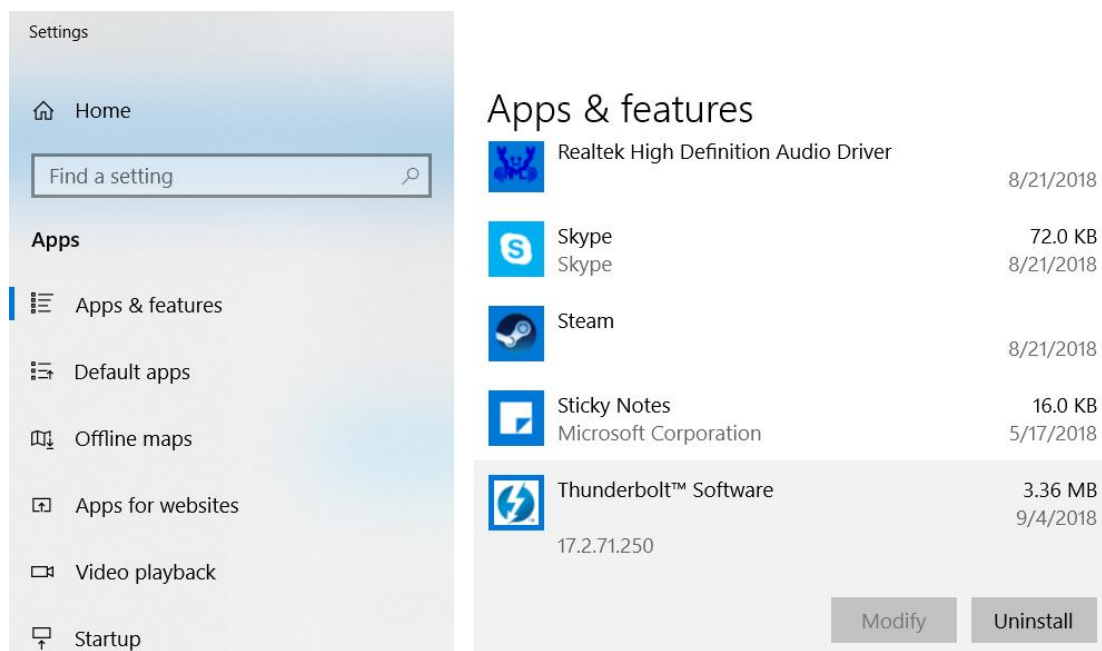 Settings
Home
Find a setting
Apps
Apps & features
Default apps
Offline maps
Apps for websites
Video playback
Startup
Apps & features
Realtek High Definition Audio Driver
8/21/2018
Skype
72.0 KB
Skype
8/21/2018
Steam
8/21/2018
Sticky Notes
16.0 KB
Microsoft Corporation
5/17/2018
Thunderbolt™ Software
3.36 MB
9/4/2018
17.2.71.250
Modify
Uninstall